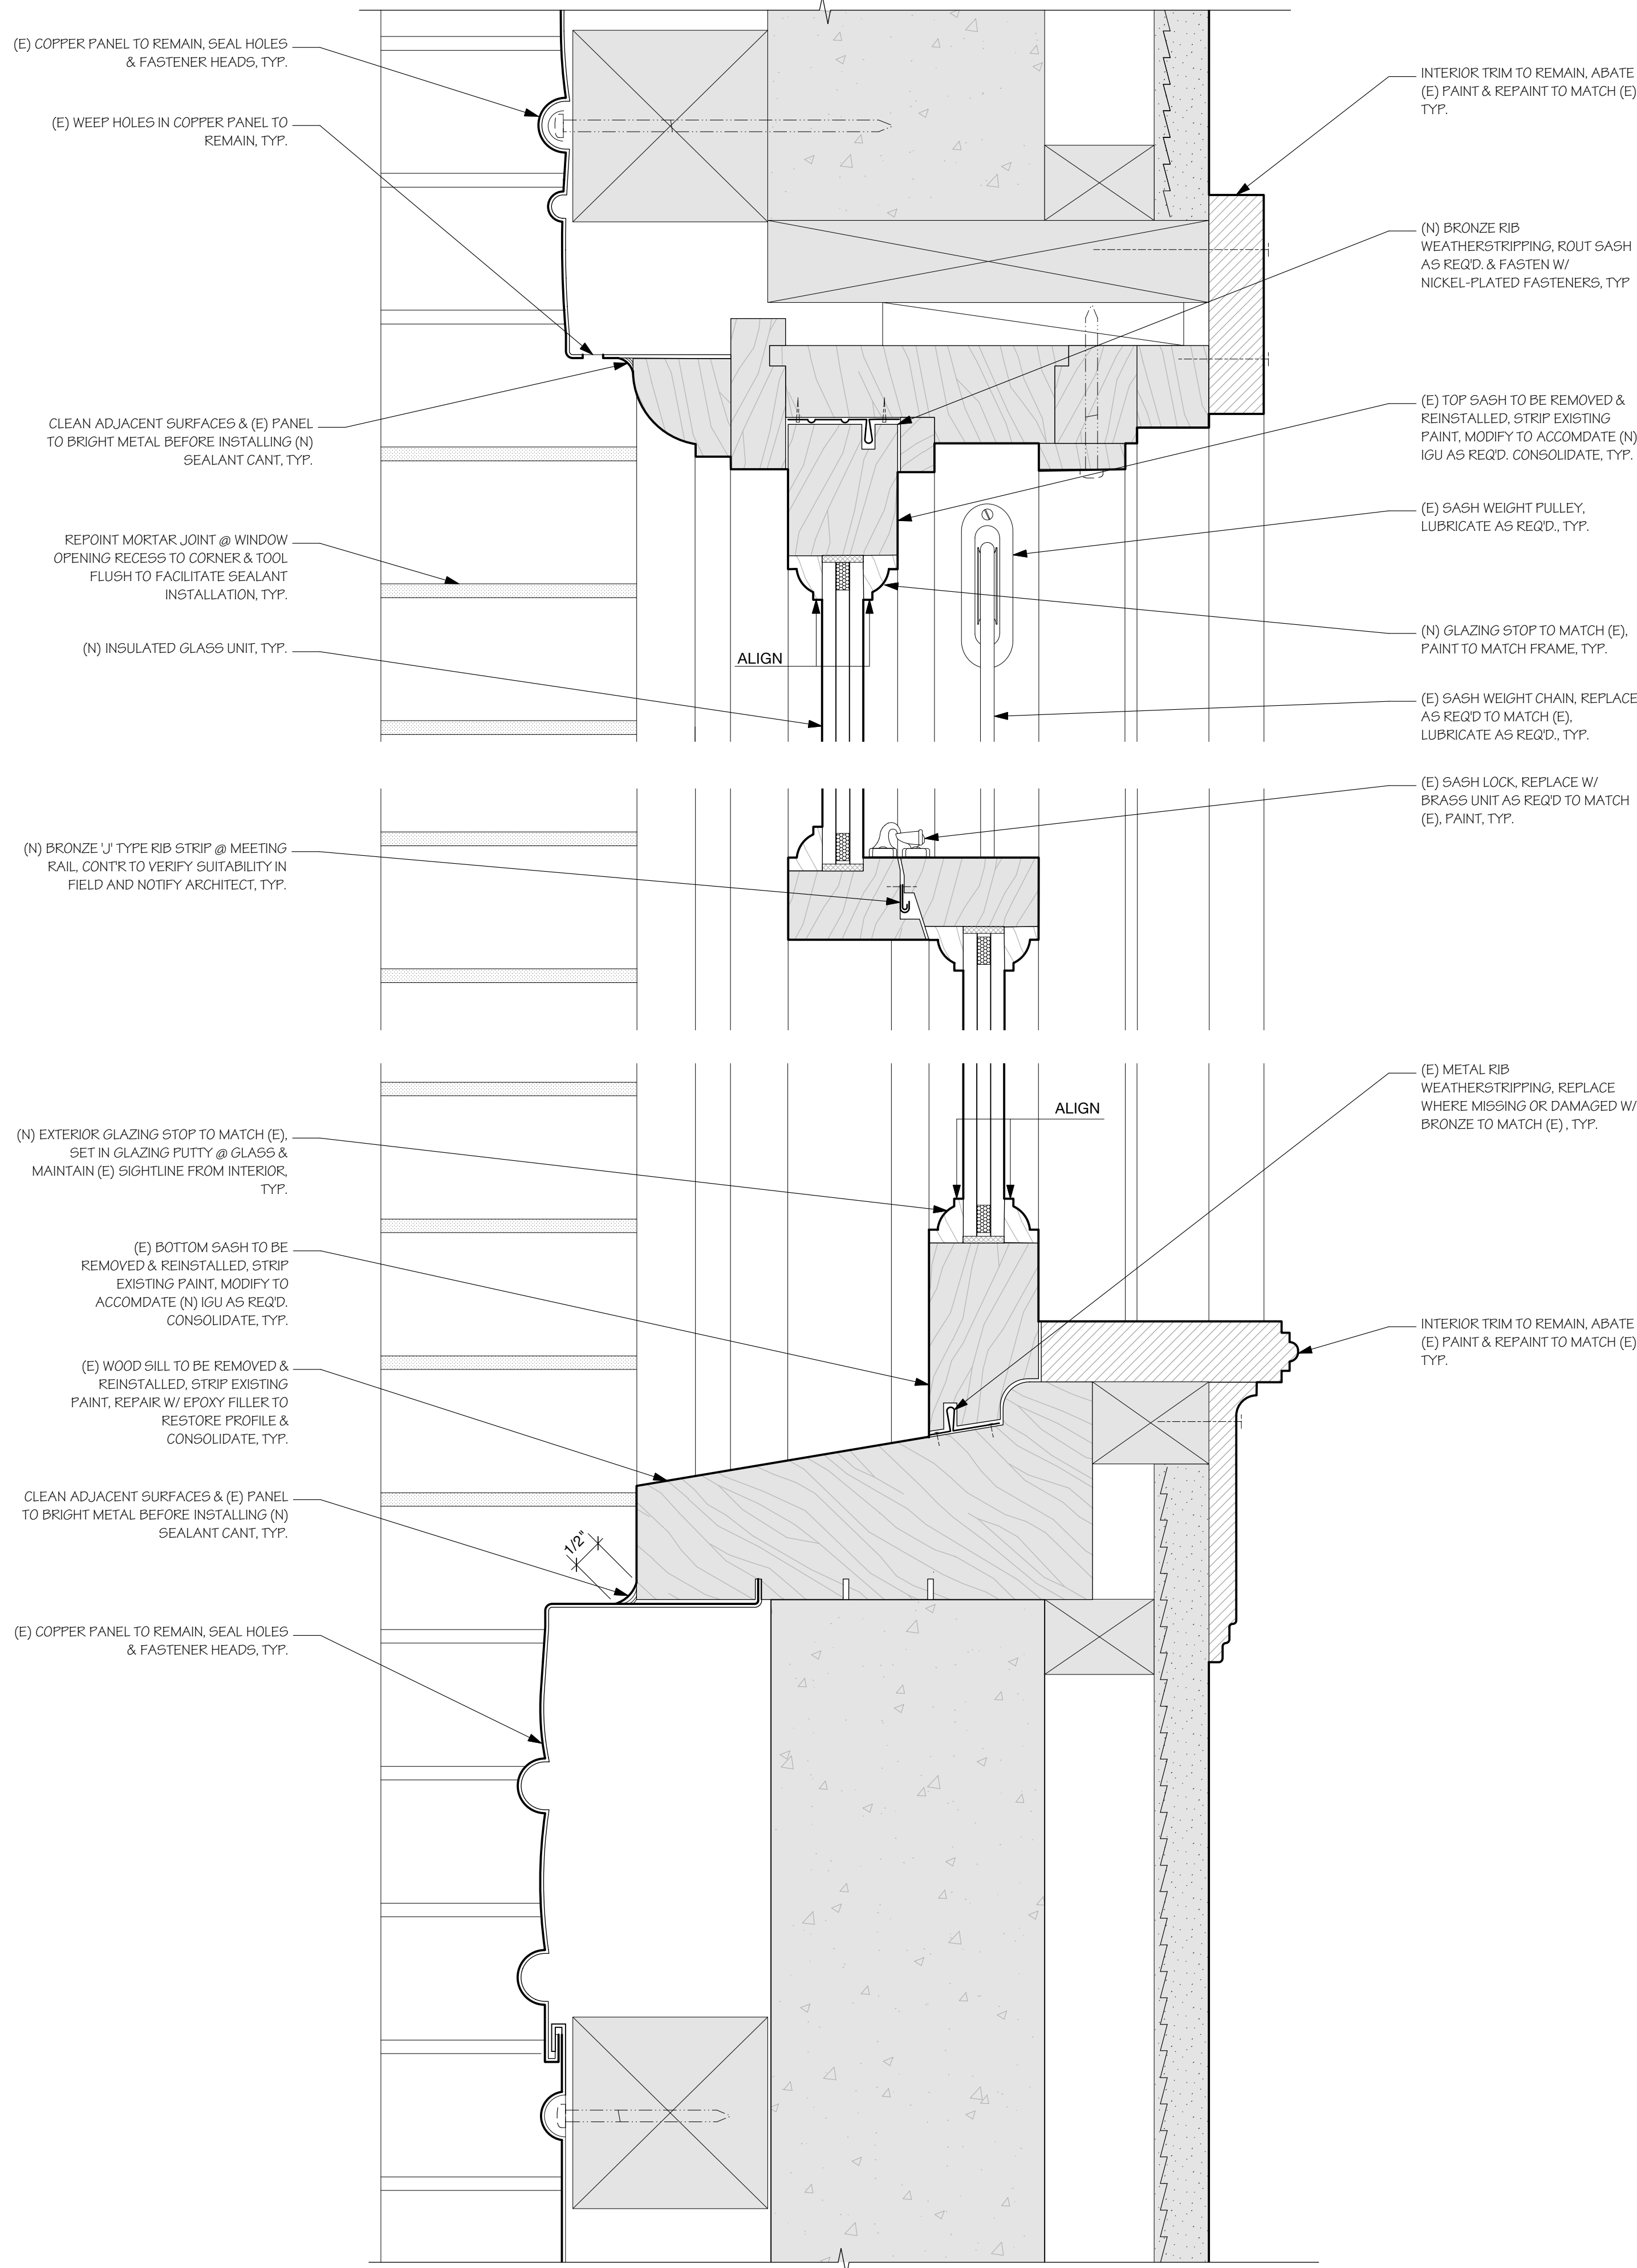 (E) COPPER PANEL TO REMAIN, SEAL HOLES
& FASTENER HEADS, TYP.
(E) WEEP HOLES IN COPPER PANEL TO
REMAIN, TYP.
CLEAN ADJACENT SURFACES & (E) PANEL
TO BRIGHT METAL BEFORE INSTALLING (N)
SEALANT CANT, TYP.
REPOINT MORTAR JOINT @ WINDOW
OPENING RECESS TO CORNER & TOOL
FLUSH TO FACILITATE SEALANT
INSTALLATION, TYP.
(N) INSULATED GLASS UNIT, TYP.
ALIGN
INTERIOR TRIM TO REMAIN, ABATE
(E) PAINT & REPAINT TO MATCH (E)
TYP.
(N) BRONZE RIB
WEATHERSTRIPPING, ROUT SASH
AS REQ'D. & FASTEN W/
NICKEL-PLATED FASTENERS, TYP
(E) TOP SASH TO BE REMOVED &
REINSTALLED, STRIP EXISTING
PAINT, MODIFY TO ACCOMDATE (N)
IGU AS REQ'D. CONSOLIDATE, TYP.
(E) SASH WEIGHT PULLEY,
LUBRICATE AS REQ'D., TYP.
(N) GLAZING STOP TO MATCH (E),
PAINT TO MATCH FRAME, TYP.
(E) SASH WEIGHT CHAIN, REPLACE
AS REQ'D TO MATCH (E),
LUBRICATE AS REQ'D., TYP.
(E) SASH LOCK, REPLACE W/
BRASS UNIT AS REQ'D TO MATCH
(E), PAINT, TYP.
(N) BRONZE 'J' TYPE RIB STRIP @ MEETING
RAIL, CONT'R TO VERIFY SUITABILITY IN
FIELD AND NOTIFY ARCHITECT, TYP.
(E) METAL RIB
WEATHERSTRIPPING, REPLACE
WHERE MISSING OR DAMAGED W/
BRONZE TO MATCH (E) , TYP.
ALIGN
(N) EXTERIOR GLAZING STOP TO MATCH (E),
SET IN GLAZING PUTTY @ GLASS &
MAINTAIN (E) SIGHTLINE FROM INTERIOR,
TYP.
(E) BOTTOM SASH TO BE
REMOVED & REINSTALLED, STRIP
EXISTING PAINT, MODIFY TO
ACCOMDATE (N) IGU AS REQ'D.
CONSOLIDATE, TYP.
INTERIOR TRIM TO REMAIN, ABATE
(E) PAINT & REPAINT TO MATCH (E)
TYP.
(E) WOOD SILL TO BE REMOVED &
REINSTALLED, STRIP EXISTING
PAINT, REPAIR W/ EPOXY FILLER TO
RESTORE PROFILE &
CONSOLIDATE, TYP.
CLEAN ADJACENT SURFACES & (E) PANEL
TO BRIGHT METAL BEFORE INSTALLING (N)
SEALANT CANT, TYP.
1/2"
(E) COPPER PANEL TO REMAIN, SEAL HOLES
& FASTENER HEADS, TYP.